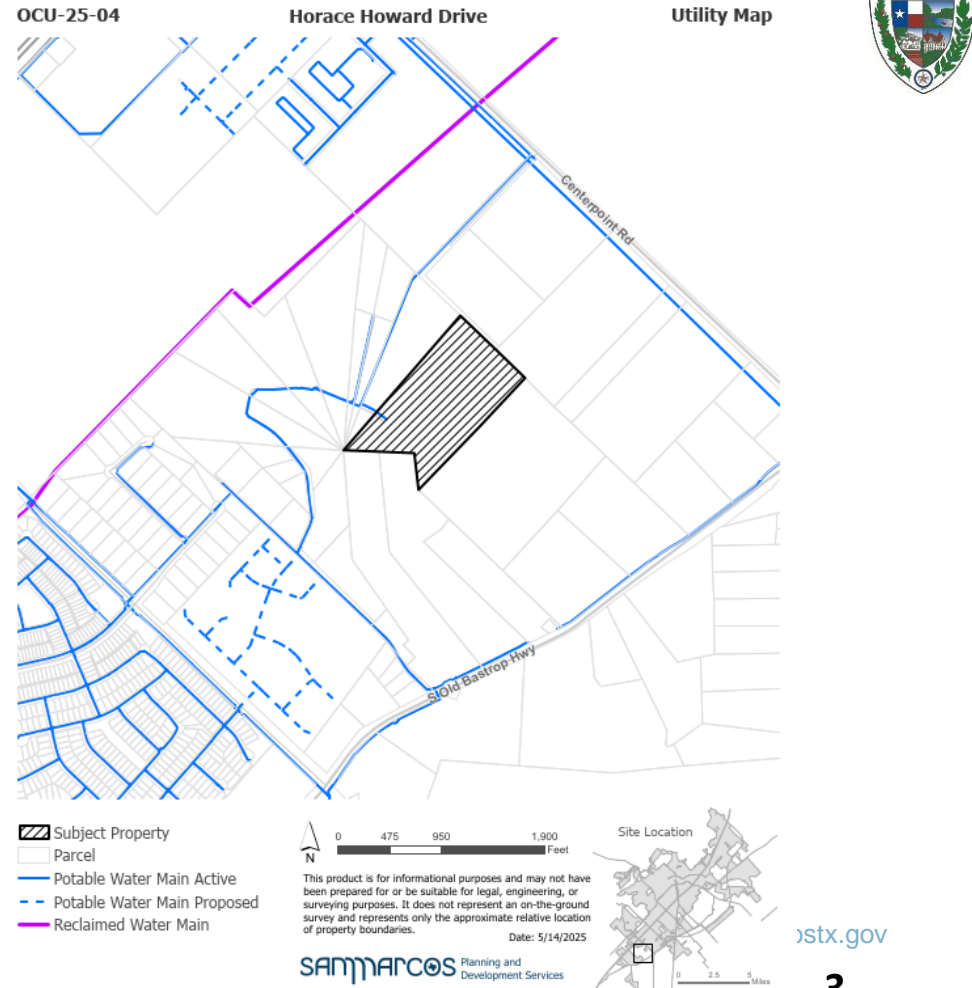 OCU-25-04
Horace Howard Drive
Utility Map
Centerpoint Rd
S Old Bastrop Hwy
Subject Property
Parcel
Potable Water Main Active
Potable Water Main Proposed
Reclaimed Water Main
N
0 475 950 1,900
Feet
This product is for informational purposes and may not have
been prepared for or be suitable for legal, engineering, or
surveying purposes. It does not represent an on-the-ground
survey and represents only the approximate relative location
of property boundaries.
Date: 5/14/2025
SANMARCOS Planning and
Development Services
Site Location
0 2.5 5
Miles
stx.gov